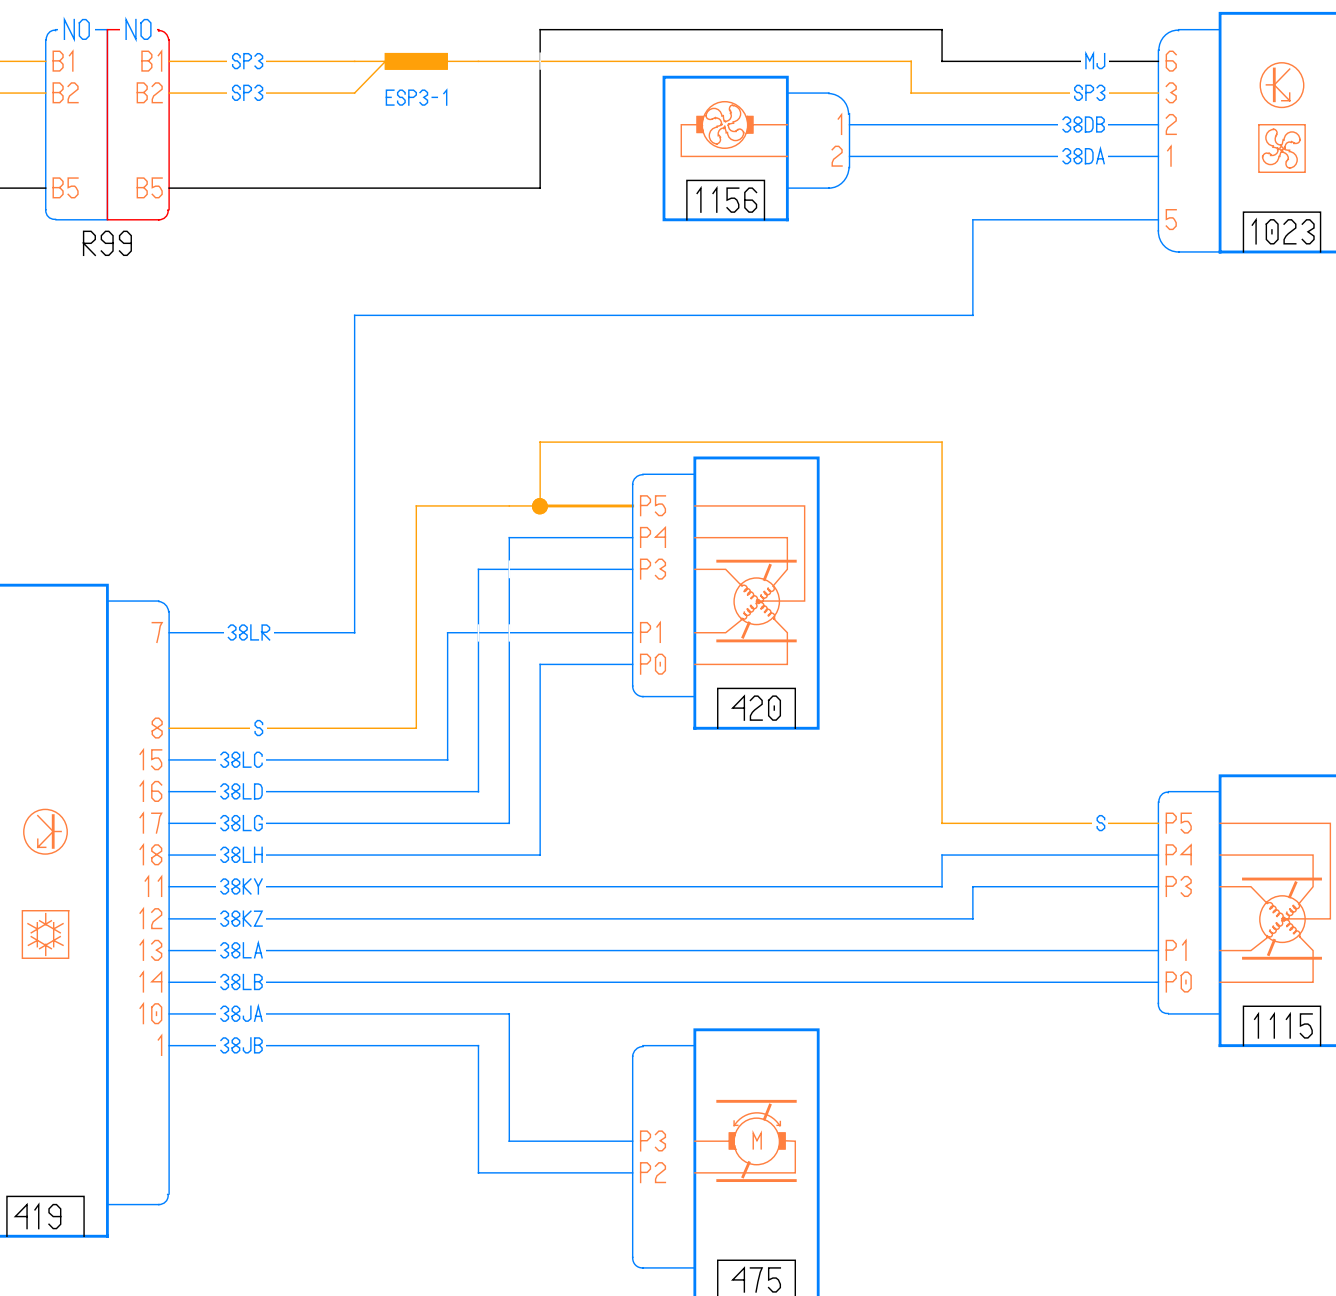 NO NO
B1 B1 SP3
B2 B2 SP3
ESP3-1
B5 B5
R99
1
2
1156
MJ 6
SP3 3
38DB 2
38DA 1
5
1023
P5
P4
P3
P1
P0
420
7 38LR
8 S
15 38LC
16 38LD
17 38LG
18 38LH
11 38KY
12 38KZ
13 38LA
14 38LB
10 38JA
1 38JB
419
S P5
P4
P3
P1
P0
1115
P3 M
P2
475